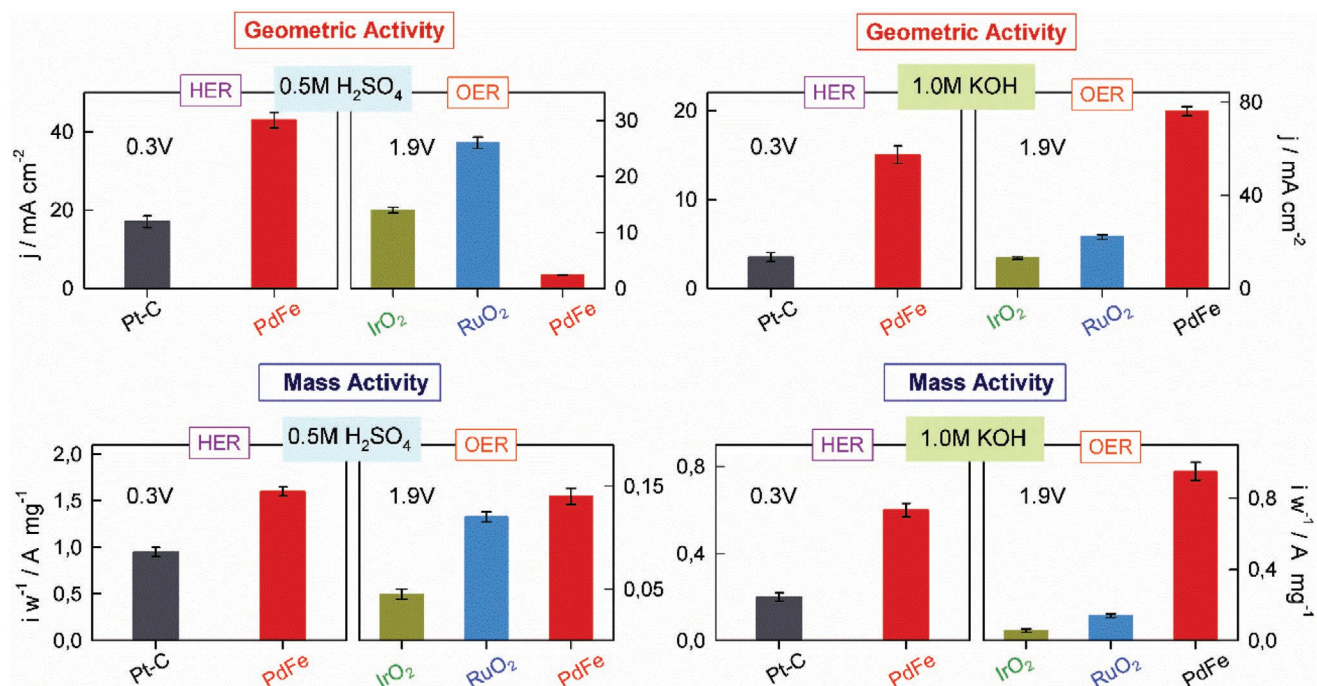 Geometric Activity
HER
0.5M H₂SO₄
OER
j / mA cm⁻²
40
20
0
0.3V
Pt-C
PdFe
1.9V
IrO₂
RuO₂
PdFe
30
20
10
0
Geometric Activity
HER
1.0M KOH
OER
20
10
0
0.3V
Pt-C
PdFe
1.9V
IrO₂
RuO₂
PdFe
80
40
0
j / mA cm⁻²
Mass Activity
HER
0.5M H₂SO₄
OER
i w⁻¹ / A mg⁻¹
2,0
1,5
1,0
0,5
0,0
0.3V
Pt-C
PdFe
1.9V
IrO₂
RuO₂
PdFe
0,15
0,05
Mass Activity
HER
1.0M KOH
OER
0,8
0,4
0,0
0.3V
Pt-C
PdFe
1.9V
IrO₂
RuO₂
PdFe
0,8
0,4
0,0
i w⁻¹ / A mg⁻¹